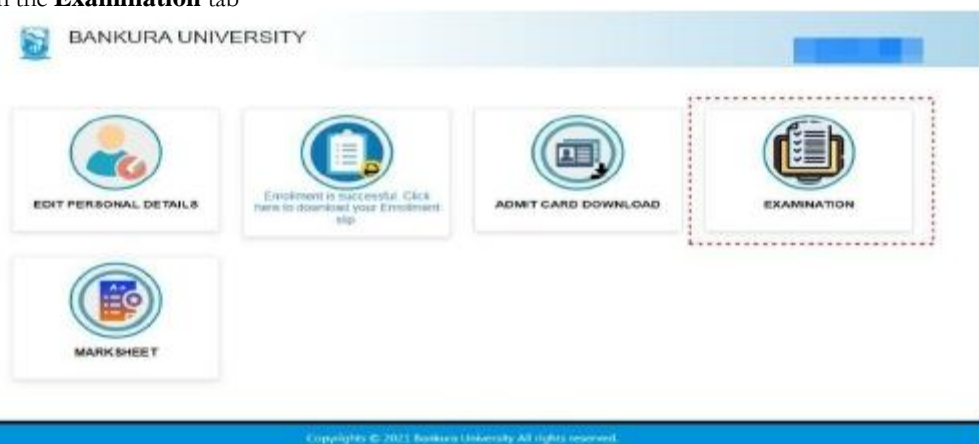 the Examination tab
BANKURA UNIVERSITY
EDIT PERSONAL DETAILS
Enrollment is successful. Click
here to download your Enrollment
slip
ADMIT CARD DOWNLOAD
EXAMINATION
MARKSHEET
Copyrights © 2021 Bankura University All rights reserved.